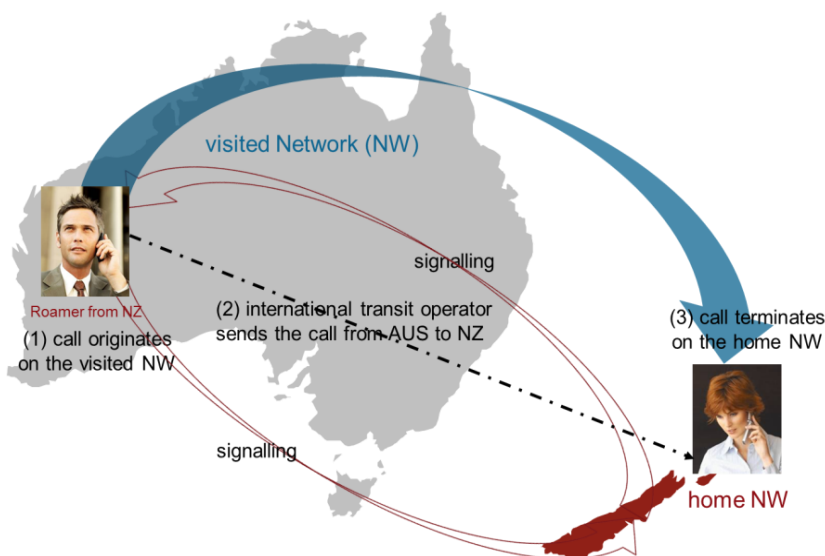 visited Network (NW)
signalling
Roamer from NZ
(1) call originates
on the visited NW
(2) international transit operator
sends the call from AUS to NZ
(3) call terminates
on the home NW
signalling
home NW